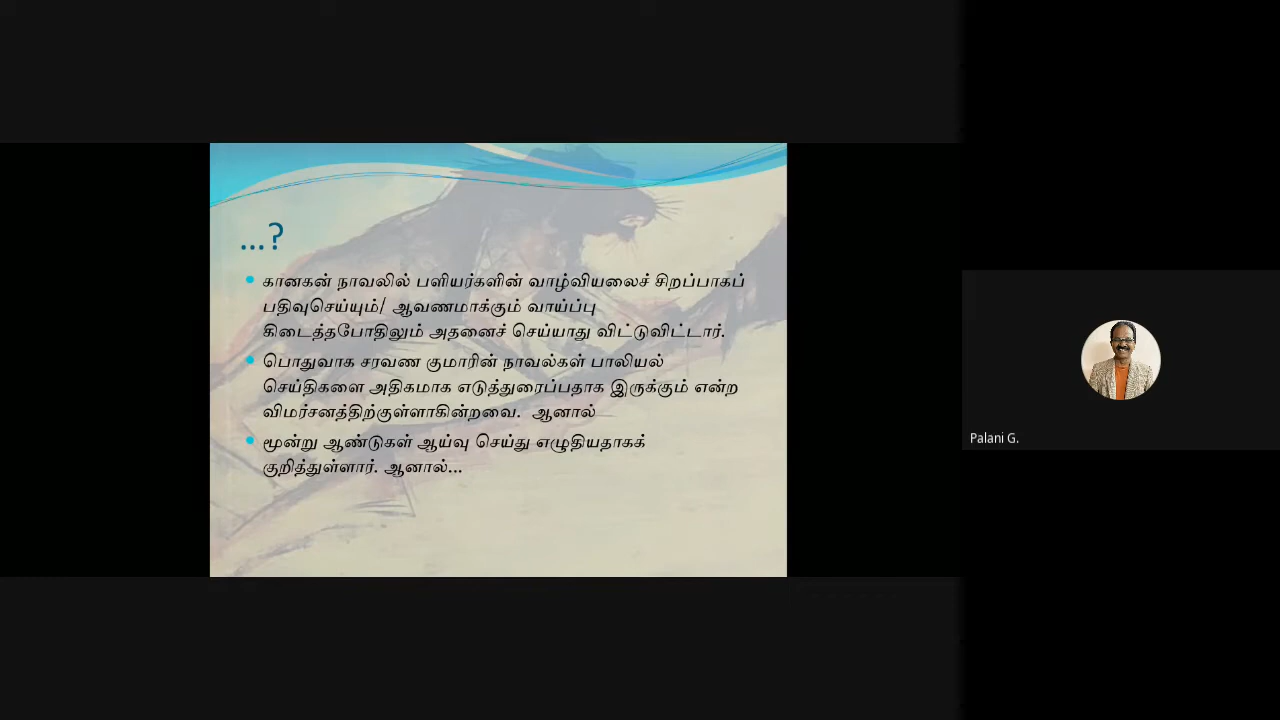 ...?
கானகன் நாவலில் பளியர்களின் வாழ்வியலைச் சிறப்பாகப்
பதிவுசெய்யும்/ ஆவணமாக்கும் வாய்ப்பு
கிடைத்தபோதிலும் அதனைச் செய்யாது விட்டுவிட்டார்.
பொதுவாக சரவண குமாரின் நாவல்கள் பாலியல்
செய்திகளை அதிகமாக எடுத்துரைப்பதாக இருக்கும் என்ற
விமர்சனத்திற்குள்ளாகின்றவை. ஆனால்
மூன்று ஆண்டுகள் ஆய்வு செய்து எழுதியதாகக்
குறித்துள்ளார். ஆனால்...
Palani G.